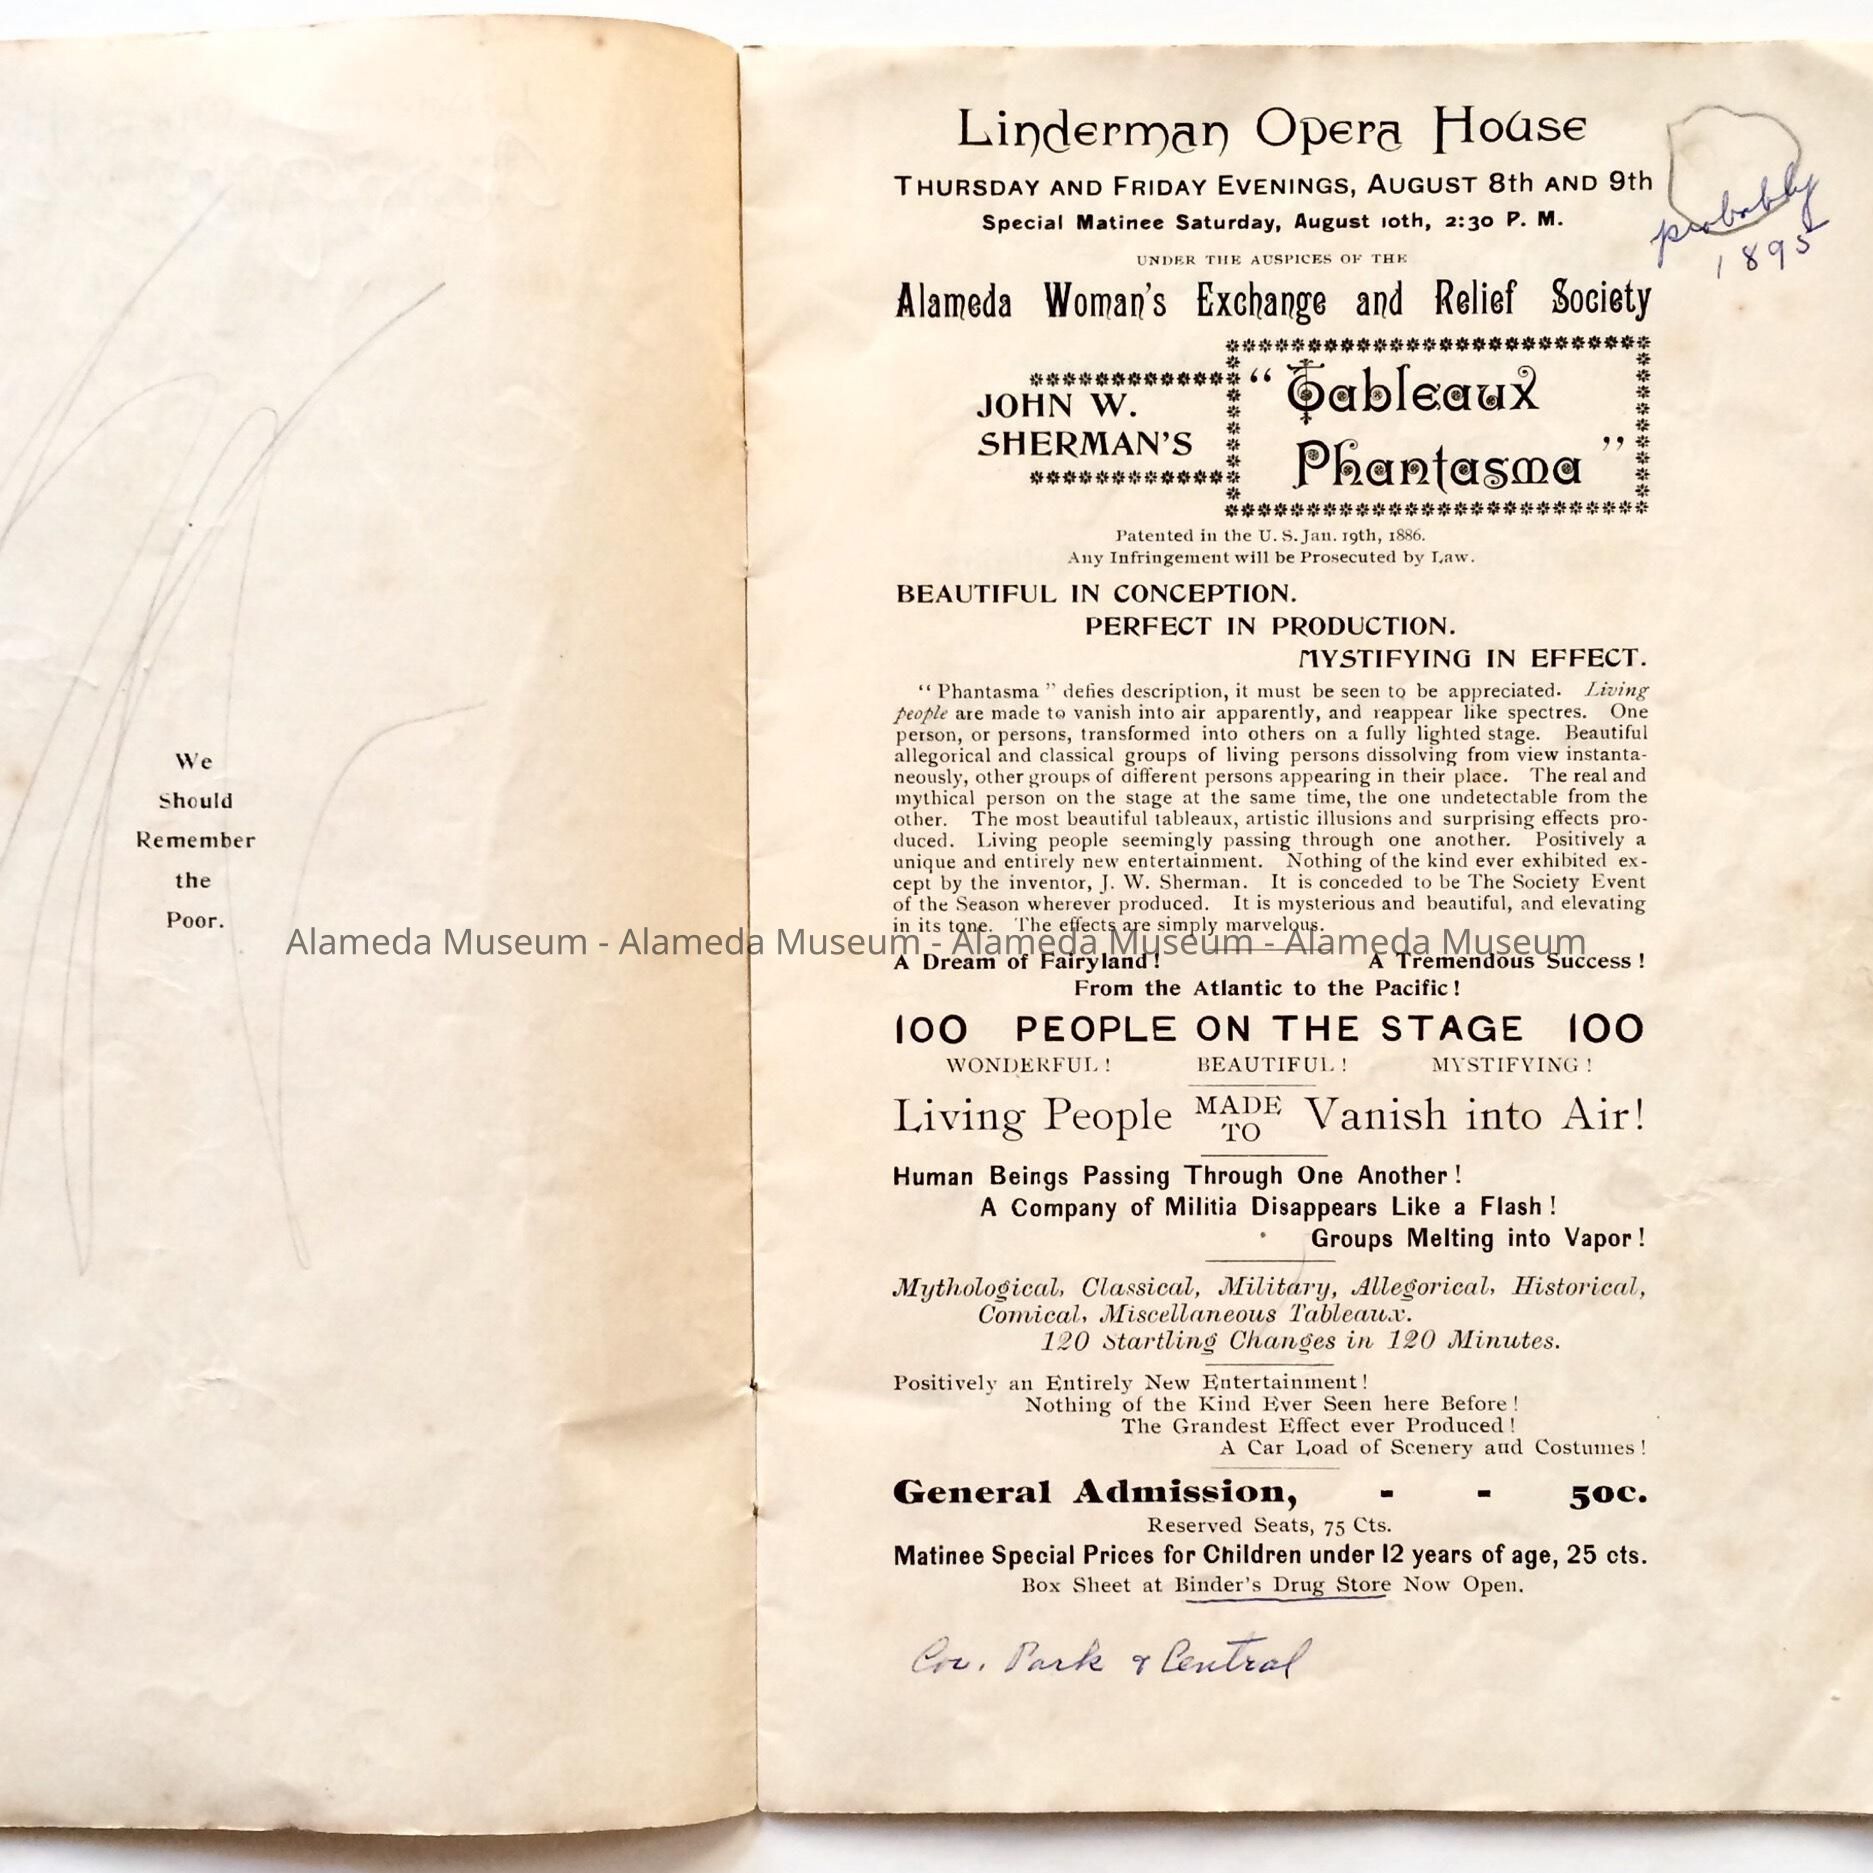 We
Should
Remember
the
Poor.
Linderman Opera House
THURSDAY AND FRIDAY EVENINGS, AUGUST 8th AND 9th
Special Matinee Saturday, August 10th, 2:30 P. M.
probably
1895
UNDER THE AUSPICES OF THE
Alameda Woman's Exchange and Relief Society
JOHN W.
SHERMAN'S
“Tableaux
Phantasma”
Patented in the U. S. Jan. 19th, 1886.
Any Infringement will be Prosecuted by Law.
BEAUTIFUL IN CONCEPTION.
PERFECT IN PRODUCTION.
MYSTIFYING IN EFFECT.
“Phantasma” defies description, it must be seen to be appreciated. Living
people are made to vanish into air apparently, and reappear like spectres. One
person, or persons, transformed into others on a fully lighted stage. Beautiful
allegorical and classical groups of living persons dissolving from view instanta-
neously, other groups of different persons appearing in their place. The real and
mythical person on the stage at the same time, the one undetectable from the
other. The most beautiful tableaux, artistic illusions and surprising effects pro-
duced. Living people seemingly passing through one another. Positively a
unique and entirely new entertainment. Nothing of the kind ever exhibited ex-
cept by the inventor, J. W. Sherman. It is conceded to be The Society Event
of the Season wherever produced. It is mysterious and beautiful, and elevating
in its tone. The effects are simply marvelous.
Alameda Museum - Alameda Museum - Alameda Museum - Alameda Museum
A Dream of Fairyland! A Tremendous Success!
From the Atlantic to the Pacific!
100 PEOPLE ON THE STAGE 100
WONDERFUL! BEAUTIFUL! MYSTIFYING!
Living People MADE TO Vanish into Air!
Human Beings Passing Through One Another!
A Company of Militia Disappears Like a Flash!
Groups Melting into Vapor!
Mythological, Classical, Military, Allegorical, Historical,
Comical, Miscellaneous Tableaux.
120 Startling Changes in 120 Minutes.
Positively an Entirely New Entertainment!
Nothing of the Kind Ever Seen here Before!
The Grandest Effect ever Produced!
A Car Load of Scenery and Costumes!
General Admission, - - 50c.
Reserved Seats, 75 Cts.
Matinee Special Prices for Children under 12 years of age, 25 cts.
Box Sheet at Binder's Drug Store Now Open.
Cor. Park & Central